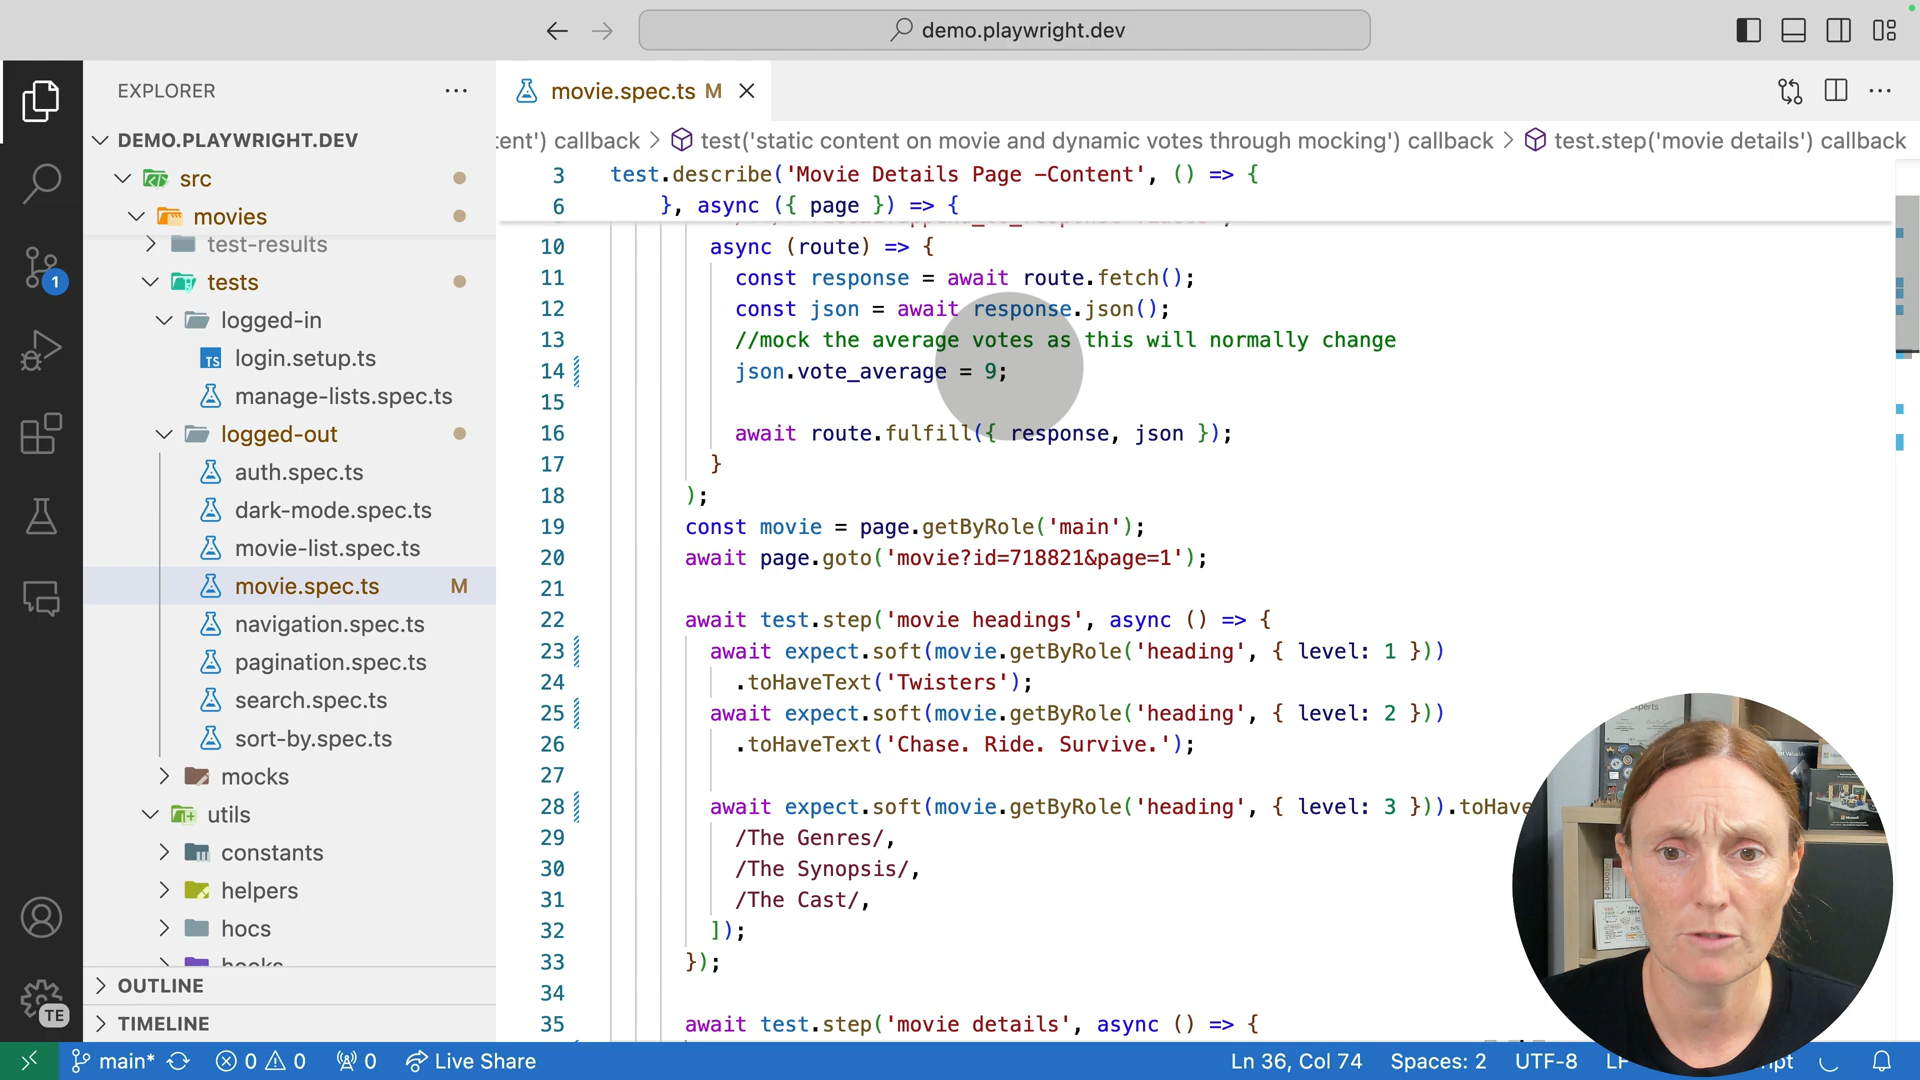 demo.playwright.dev
EXPLORER
DEMO.PLAYWRIGHT.DEV
src
movies
test-results
tests
logged-in
TS login.setup.ts
manage-lists.spec.ts
logged-out
auth.spec.ts
dark-mode.spec.ts
movie-list.spec.ts
movie.spec.ts M
navigation.spec.ts
pagination.spec.ts
search.spec.ts
sort-by.spec.ts
mocks
utils
constants
helpers
hocs
hooks
OUTLINE
TIMELINE
1
TE
movie.spec.ts M
tent') callback > test('static content on movie and dynamic votes through mocking') callback > test.step('movie details') callback
3 test.describe('Movie Details Page -Content', () => {
6 }, async ({ page }) => {
10 async (route) => {
11 const response = await route.fetch();
12 const json = await response.json();
13 //mock the average votes as this will normally change
14 json.vote_average = 9;
15
16 await route.fulfill({ response, json });
17 }
18 );
19 const movie = page.getByRole('main');
20 await page.goto('movie?id=718821&page=1');
21
22 await test.step('movie headings', async () => {
23 await expect.soft(movie.getByRole('heading', { level: 1 }))
24 .toHaveText('Twisters');
25 await expect.soft(movie.getByRole('heading', { level: 2 }))
26 .toHaveText('Chase. Ride. Survive.');
27
28 await expect.soft(movie.getByRole('heading', { level: 3 })).toHave
29 /The Genres/,
30 /The Synopsis/,
31 /The Cast/,
32 ]);
33 });
34
35 await test.step('movie details', async () => {
main* 0 0 0 Live Share Ln 36, Col 74 Spaces: 2 UTF-8